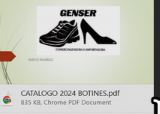 GENSER
CATALOGO 2024 BOTINES.pdf
835 KB, Chrome PDF Document